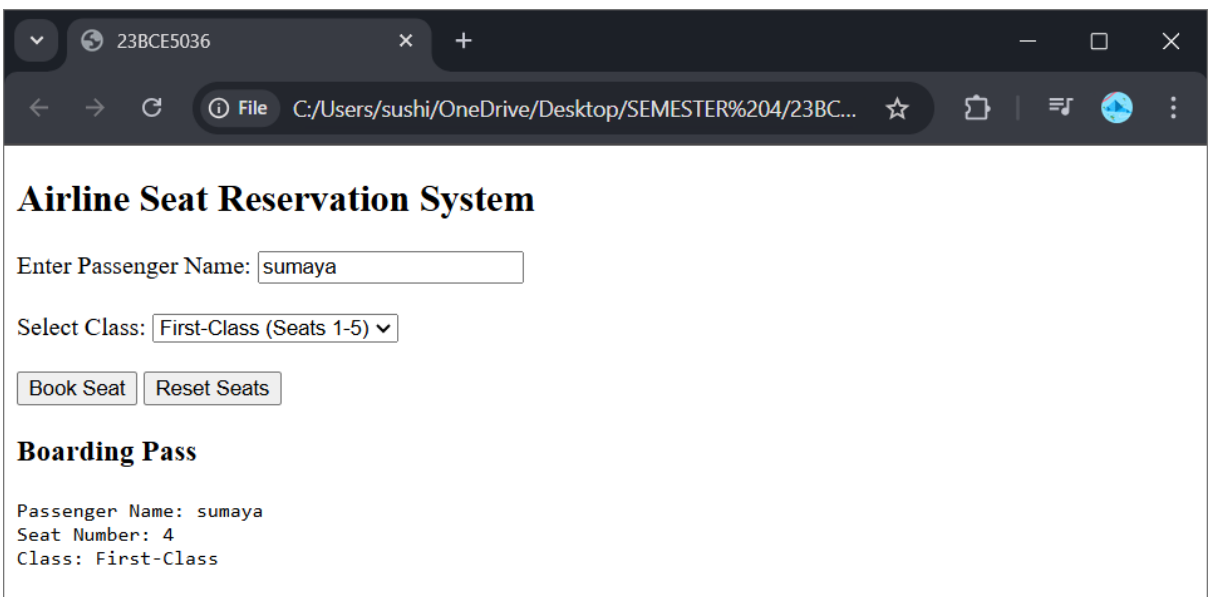 23BCE5036
File C:/Users/sushi/OneDrive/Desktop/SEMESTER%204/23BC...
Airline Seat Reservation System
Enter Passenger Name: sumaya
Select Class: First-Class (Seats 1-5)
Book Seat Reset Seats
Boarding Pass
Passenger Name: sumaya
Seat Number: 4
Class: First-Class